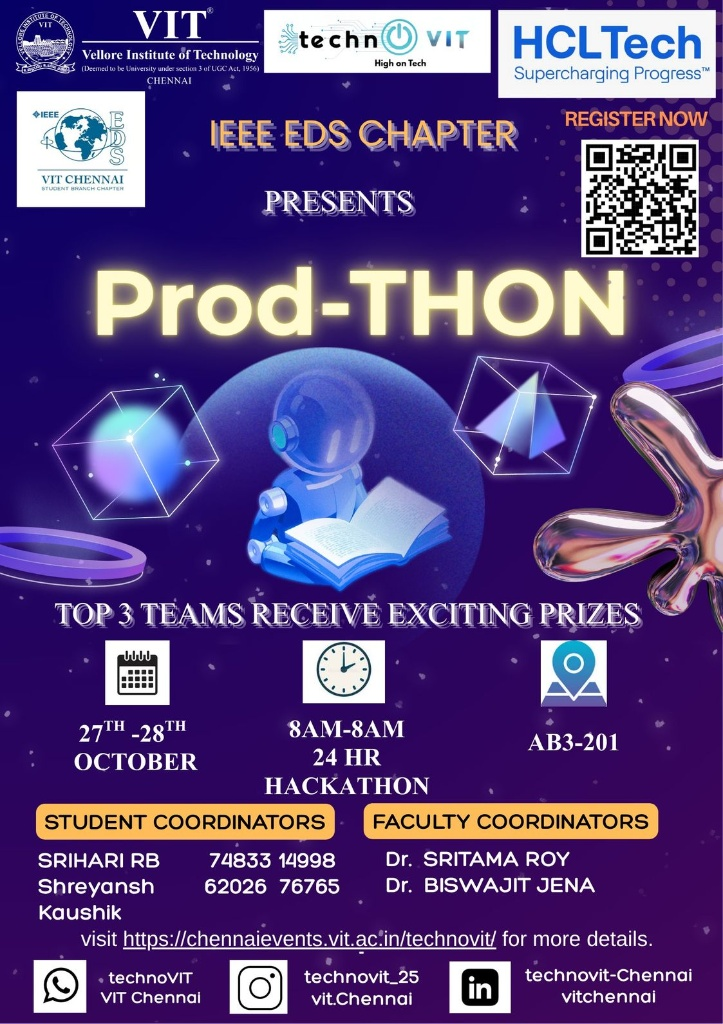 VIT®
Vellore Institute of Technology
(Deemed to be University under section 3 of UGC Act, 1956)
CHENNAI
techno VIT
High on Tech
HCLTech
Supercharging Progress™
IEEE
EDS
VIT CHENNAI
STUDENT BRANCH CHAPTER
IEEE EDS CHAPTER
REGISTER NOW
PRESENTS
Prod-THON
TOP 3 TEAMS RECEIVE EXCITING PRIZES
27TH -28TH
OCTOBER
8AM-8AM
24 HR
HACKATHON
AB3-201
STUDENT COORDINATORS
FACULTY COORDINATORS
SRIHARI RB 74833 14998
Shreyansh 62026 76765
Kaushik
Dr. SRITAMA ROY
Dr. BISWAJIT JENA
visit https://chennaievents.vit.ac.in/technovit/ for more details.
technoVIT
VIT Chennai
technovit_25
vit.Chennai
technovit-Chennai
vitchennai